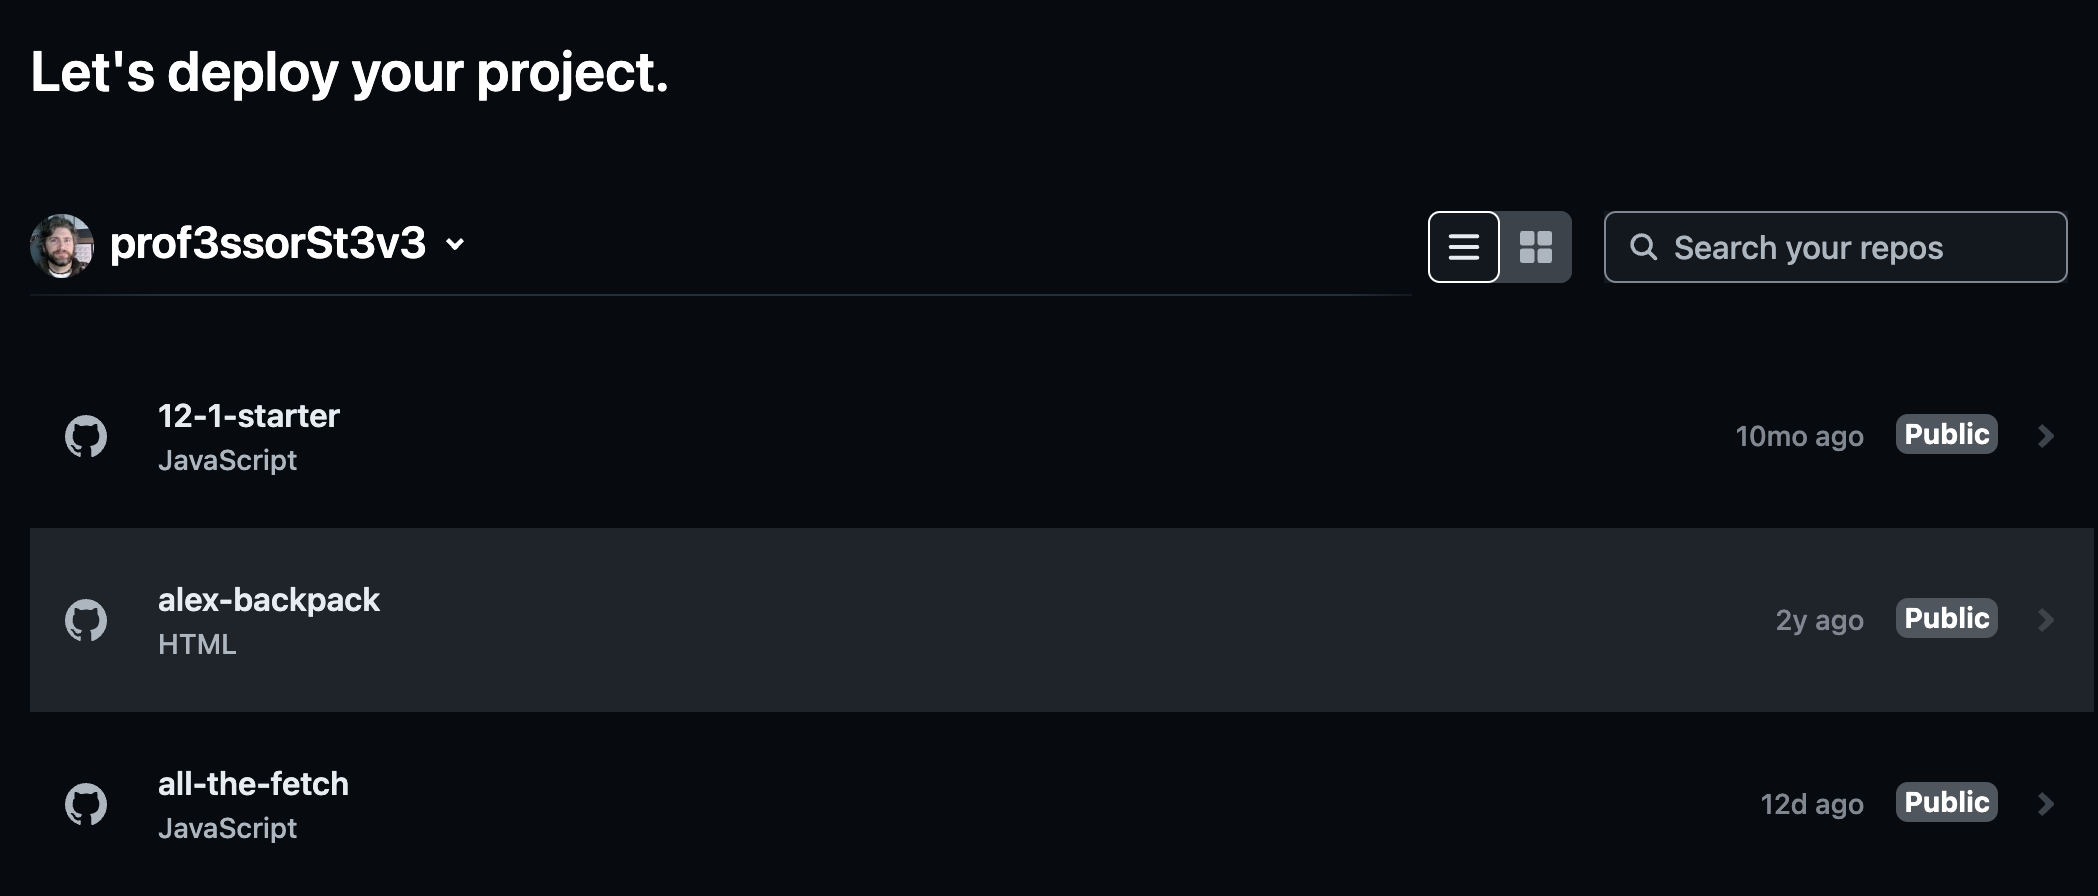 Let's deploy your project.
prof3ssorSt3v3
Search your repos
12-1-starter
JavaScript
10mo ago
Public
alex-backpack
HTML
2y ago
Public
all-the-fetch
JavaScript
12d ago
Public